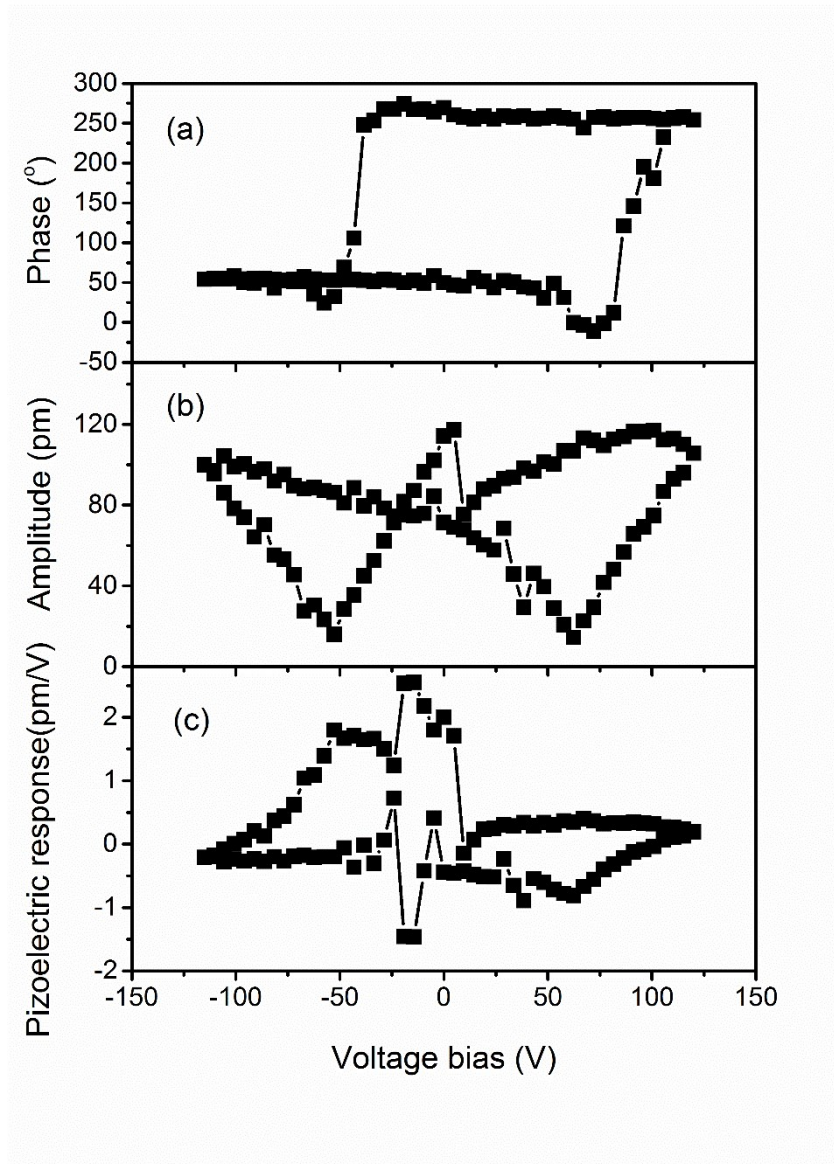 300
250
200
150
100
50
0
-50
Phase (°)
(a)
120
80
40
0
Amplitude (pm)
(b)
2
1
0
-1
-2
Pizoelectric response(pm/V)
(c)
-150 -100 -50 0 50 100 150
Voltage bias (V)